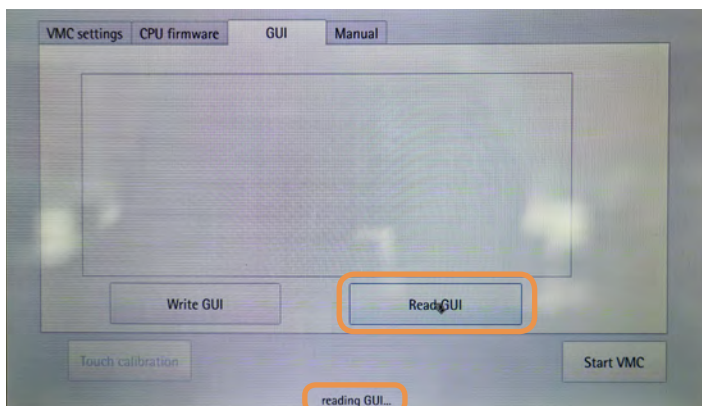 VMC settings CPU firmware GUI Manual
Write GUI Read GUI
Touch calibration Start VMC
reading GUI...